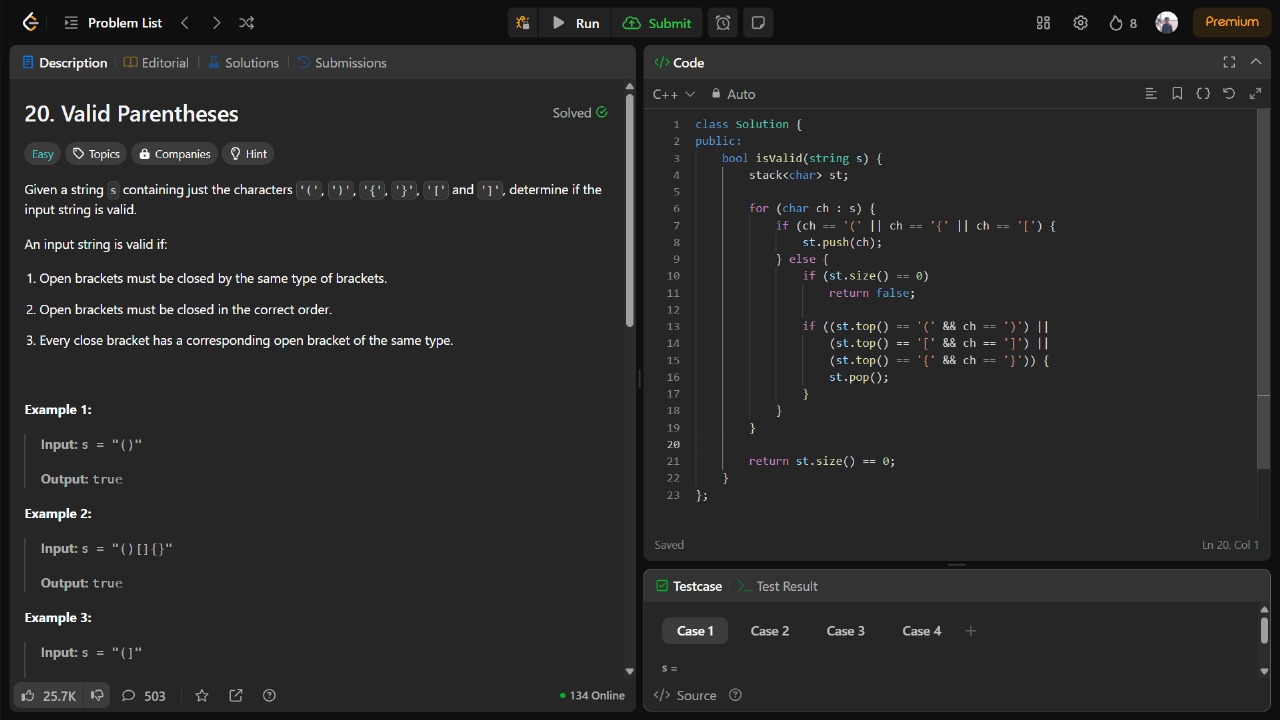 Problem List
Run
Submit
8
Premium
Description
Editorial
Solutions
Submissions
20. Valid Parentheses
Solved
Easy
Topics
Companies
Hint
Given a string s containing just the characters '(', ')', '{', '}', '[' and ']', determine if the
input string is valid.
An input string is valid if:
1. Open brackets must be closed by the same type of brackets.
2. Open brackets must be closed in the correct order.
3. Every close bracket has a corresponding open bracket of the same type.
Example 1:
Input: s = "()"
Output: true
Example 2:
Input: s = "()[]{}"
Output: true
Example 3:
Input: s = "(]"
25.7K
503
134 Online
</> Code
C++
Auto
1 class Solution {
2 public:
3     bool isValid(string s) {
4         stack<char> st;
5
6         for (char ch : s) {
7             if (ch == '(' || ch == '{' || ch == '[') {
8                 st.push(ch);
9             } else {
10                 if (st.size() == 0)
11                     return false;
12
13                 if ((st.top() == '(' && ch == ')') ||
14                     (st.top() == '[' && ch == ']') ||
15                     (st.top() == '{' && ch == '}')) {
16                     st.pop();
17                 }
18             }
19         }
20
21         return st.size() == 0;
22     }
23 };
Saved
Ln 20, Col 1
Testcase
Test Result
Case 1
Case 2
Case 3
Case 4
+
s =
</> Source